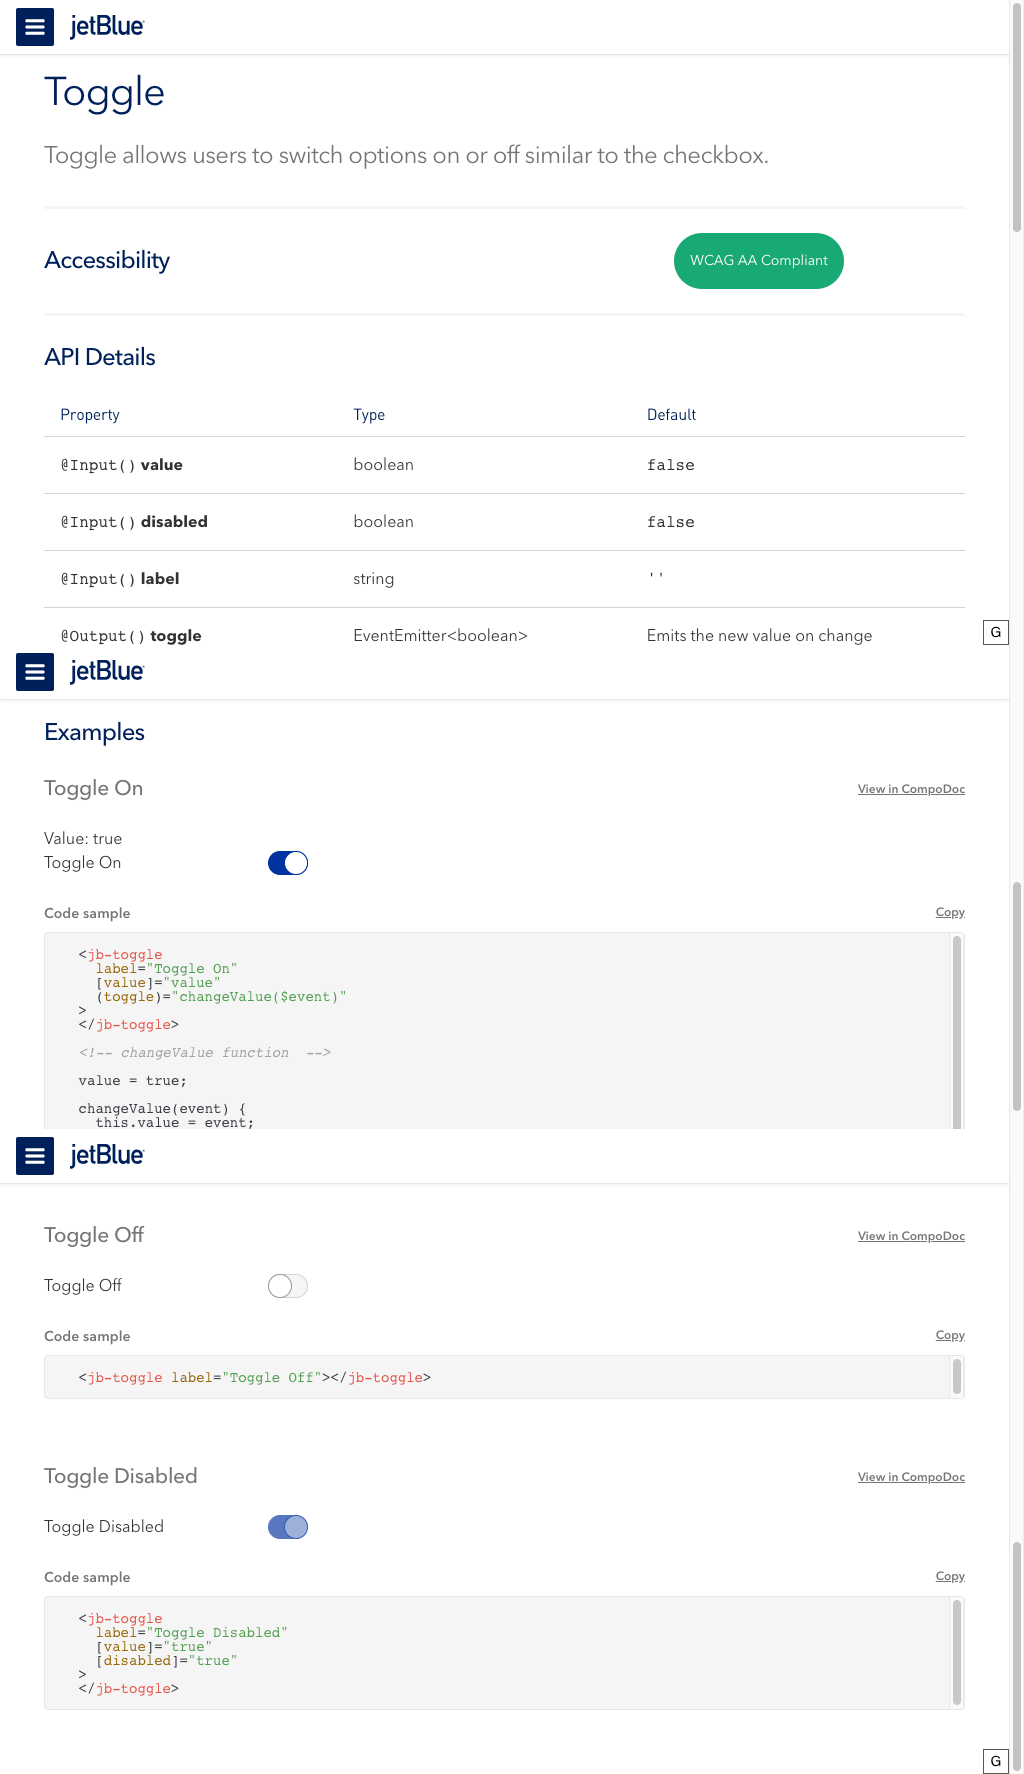 jetBlue
Toggle
Toggle allows users to switch options on or off similar to the checkbox.
Accessibility
WCAG AA Compliant
API Details
Property Type Default
@Input() value boolean false
@Input() disabled boolean false
@Input() label string ''
@Output() toggle EventEmitter<boolean> Emits the new value on change
G
jetBlue
Examples
Toggle On View in CompoDoc
Value: true
Toggle On
Code sample Copy
<jb-toggle
label="Toggle On"
[value]="value"
(toggle)="changeValue($event)"
>
</jb-toggle>
<!-- changeValue function -->
value = true;
changeValue(event) {
this.value = event;
jetBlue
Toggle Off View in CompoDoc
Toggle Off
Code sample Copy
<jb-toggle label="Toggle Off"></jb-toggle>
Toggle Disabled View in CompoDoc
Toggle Disabled
Code sample Copy
<jb-toggle
label="Toggle Disabled"
[value]="true"
[disabled]="true"
>
</jb-toggle>
G